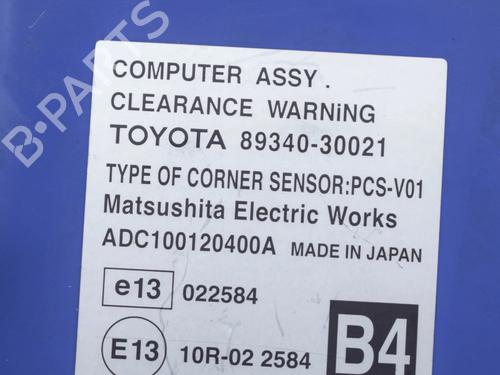 COMPUTER ASSY .
CLEARANCE WARNiNG
TOYOTA 89340-30021
TYPE OF CORNER SENSOR:PCS-V01
Matsushita Electric Works
ADC100120400A MADE IN JAPAN
e13 022584
B4
E13 10R-02 2584
B-PARTS